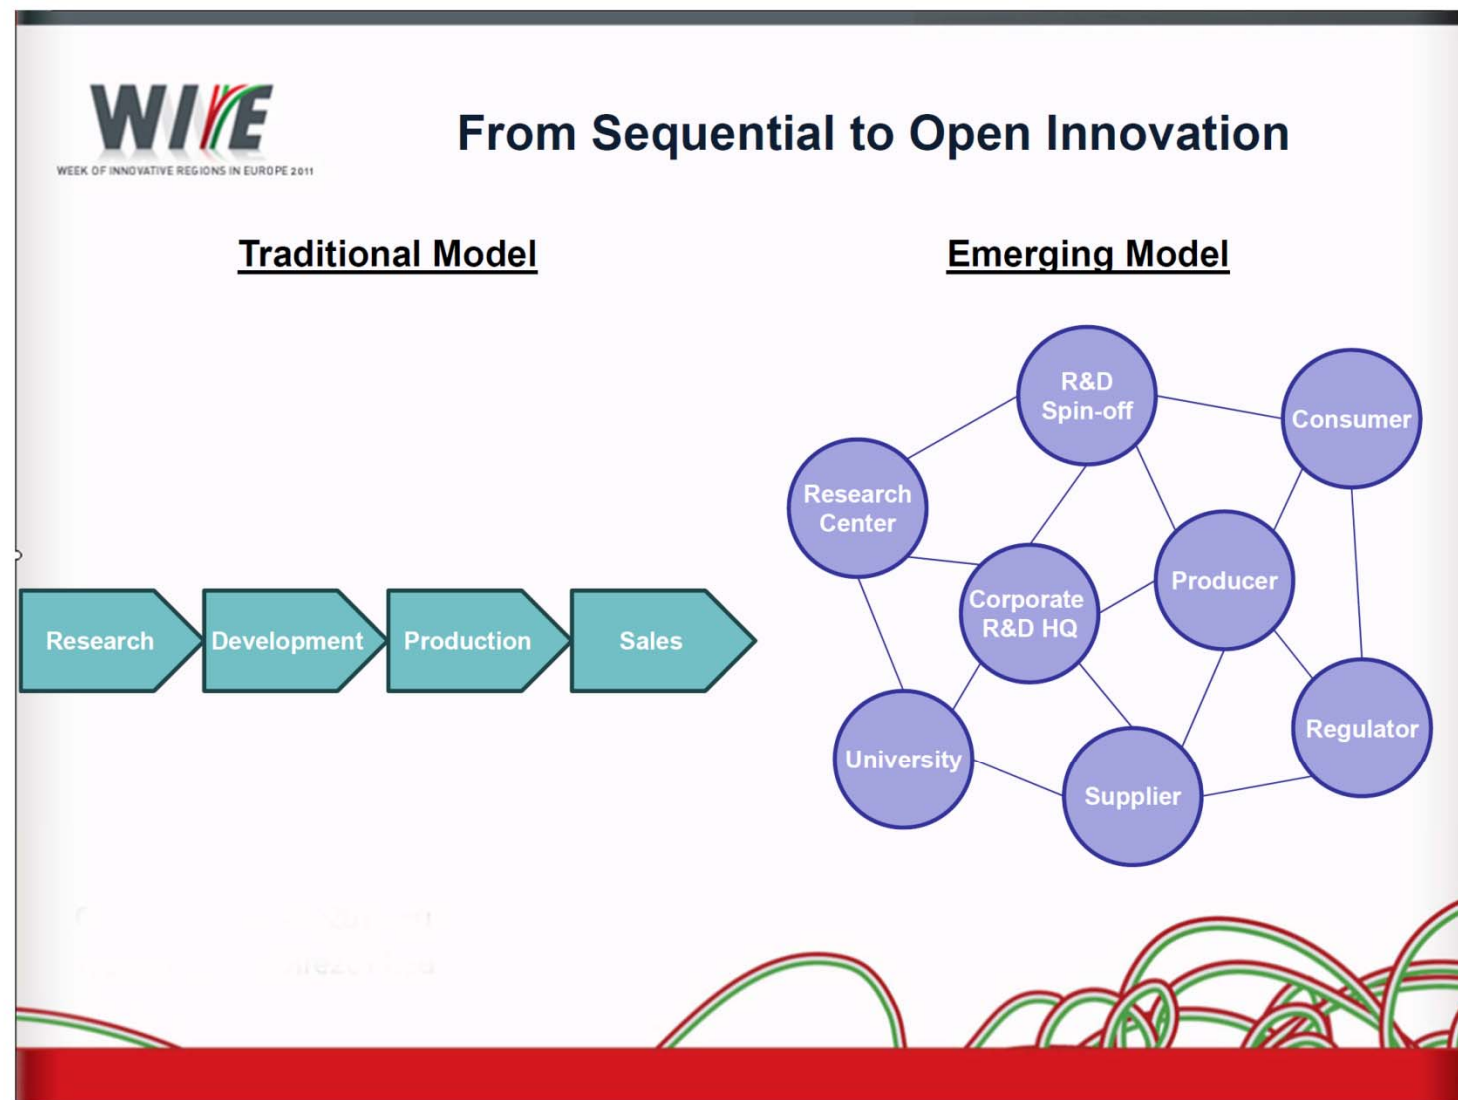 WIRE
WEEK OF INNOVATIVE REGIONS IN EUROPE 2011
From Sequential to Open Innovation
Traditional Model
Emerging Model
Research
Development
Production
Sales
R&D
Spin-off
Consumer
Research
Center
Producer
Corporate
R&D HQ
Regulator
University
Supplier